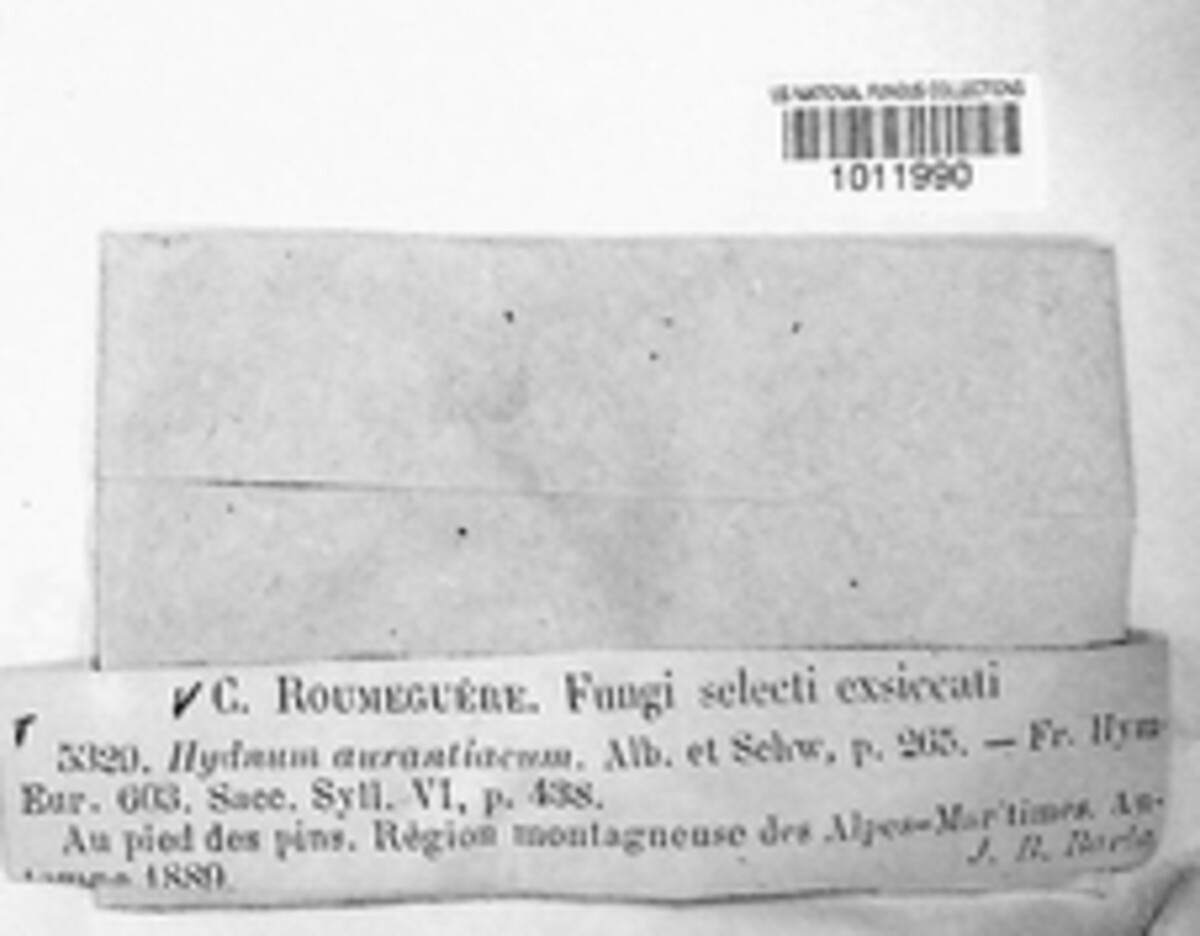 US NATIONAL FUNGUS COLLECTIONS
1011990
C. ROUMEGUÈRE. Fungi selecti exsiccati
5320. Hydnum aurantiacum. Alb. et Schw, p. 265. — Fr. Hym-
Eur. 603. Sacc. Syll. VI, p. 438.
Au pied des pins. Région montagneuse des Alpes-Maritimes. Au-
tomne 1889
J. B. Barla